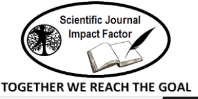 Scientific Journal
Impact Factor
TOGETHER WE REACH THE GOAL